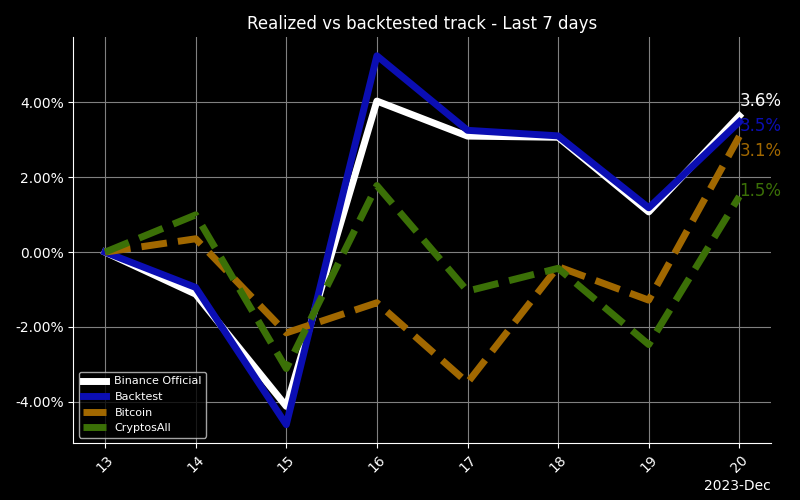 Realized vs backtested track - Last 7 days
4.00%
2.00%
0.00%
-2.00%
-4.00%
3.6%
3.5%
3.1%
1.5%
Binance Official
Backtest
Bitcoin
CryptosAll
13
14
15
16
17
18
19
20
2023-Dec